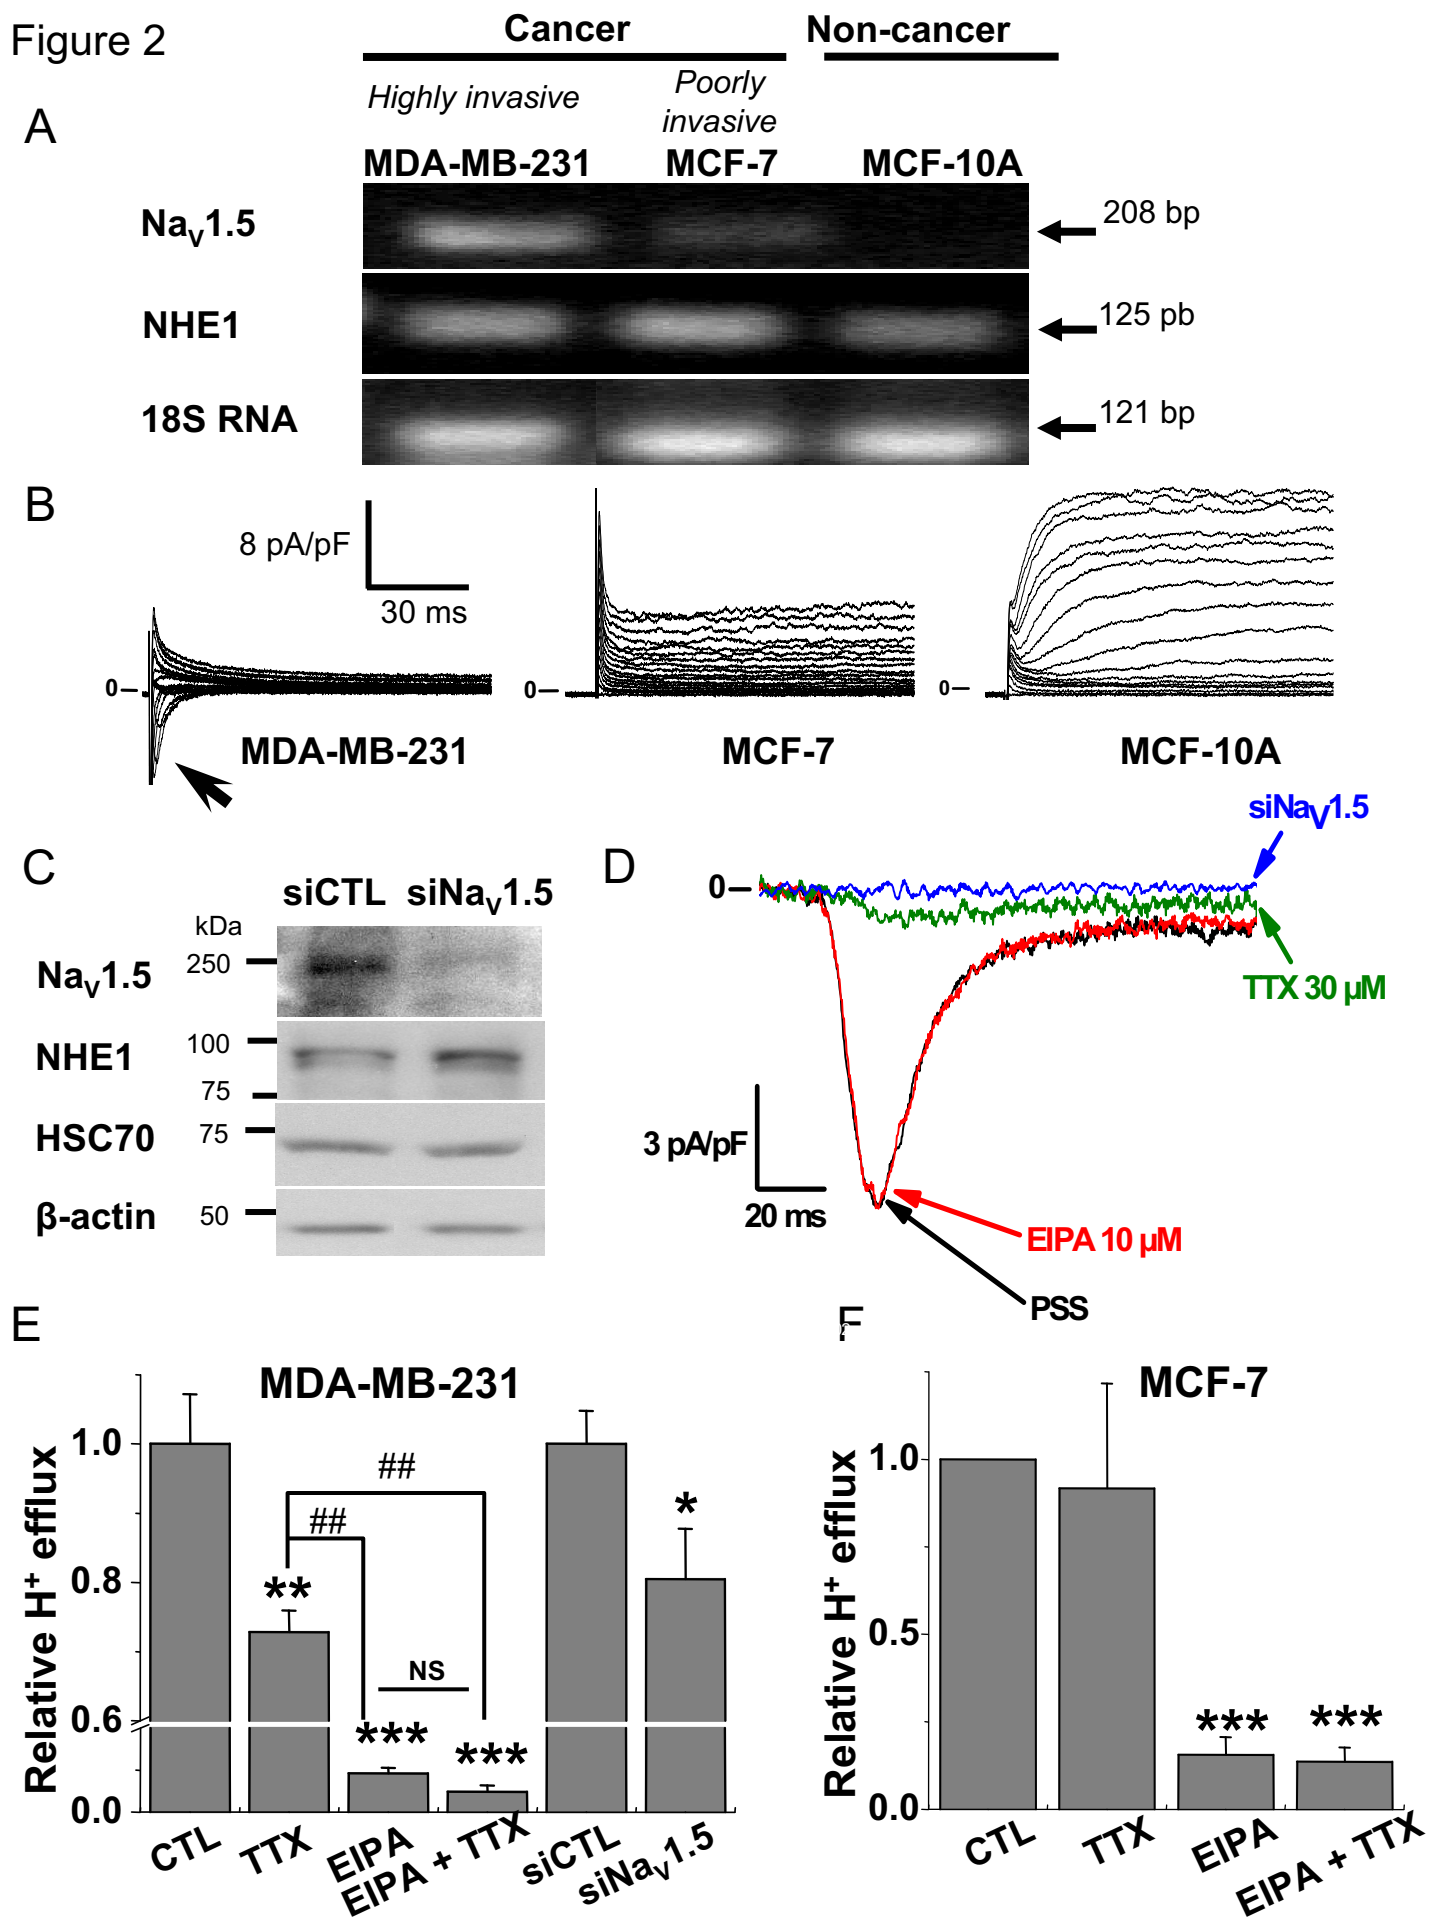 Figure 2
Cancer
Non-cancer
Highly invasive
Poorly
invasive
A
MDA-MB-231
MCF-7
MCF-10A
NaV1.5
208 bp
NHE1
125 pb
18S RNA
121 bp
B
8 pA/pF
30 ms
0
0
0
MDA-MB-231
MCF-7
MCF-10A
C
siCTL
siNaV1.5
kDa
NaV1.5
250
NHE1
100
75
HSC70
75
β-actin
50
D
siNaV1.5
0
TTX 30 µM
3 pA/pF
20 ms
EIPA 10 µM
PSS
E
MDA-MB-231
Relative H+ efflux
1.0
0.8
0.6
0.0
##
##
**
NS
***
***
*
CTL
TTX
EIPA
EIPA + TTX
siCTL
siNaV1.5
F
MCF-7
Relative H+ efflux
1.0
0.5
0.0
***
***
CTL
TTX
EIPA
EIPA + TTX